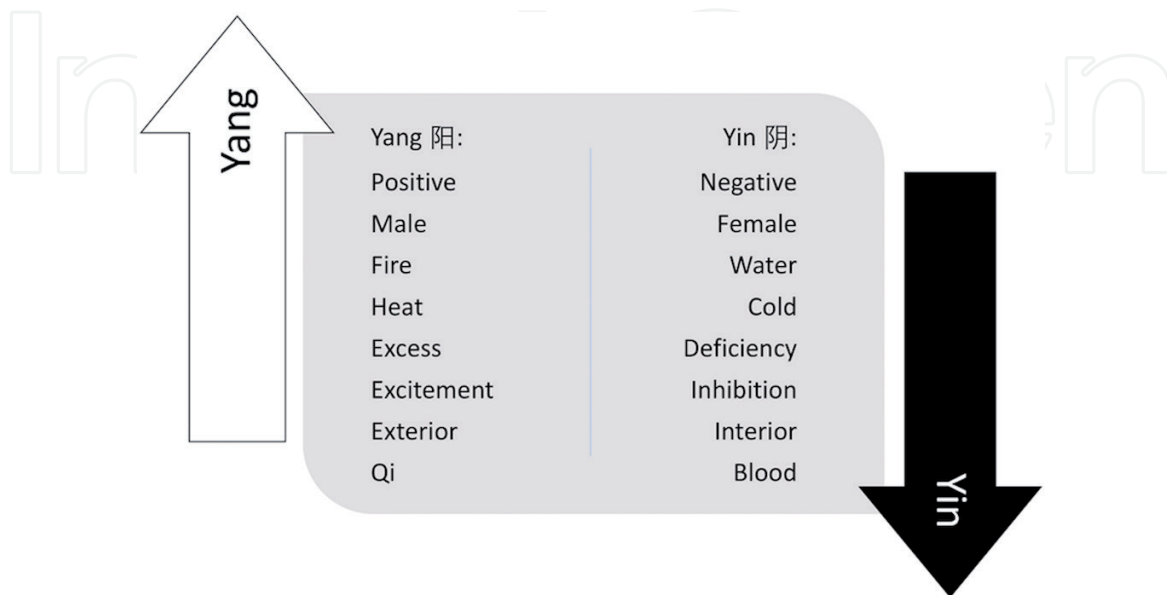 Yang
Yang 阳:
Positive
Male
Fire
Heat
Excess
Excitement
Exterior
Qi
Yin 阴:
Negative
Female
Water
Cold
Deficiency
Inhibition
Interior
Blood
Yin